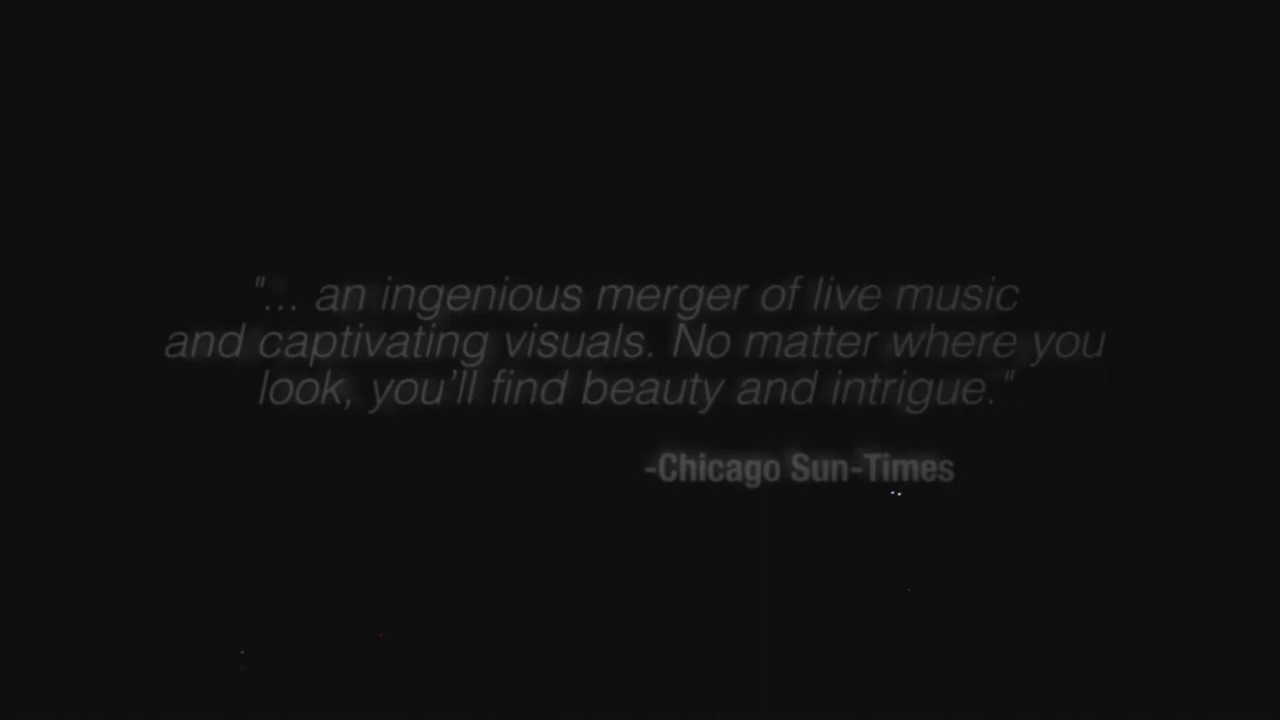 "... an ingenious merger of live music
and captivating visuals. No matter where you
look, you’ll find beauty and intrigue."
-Chicago Sun-Times